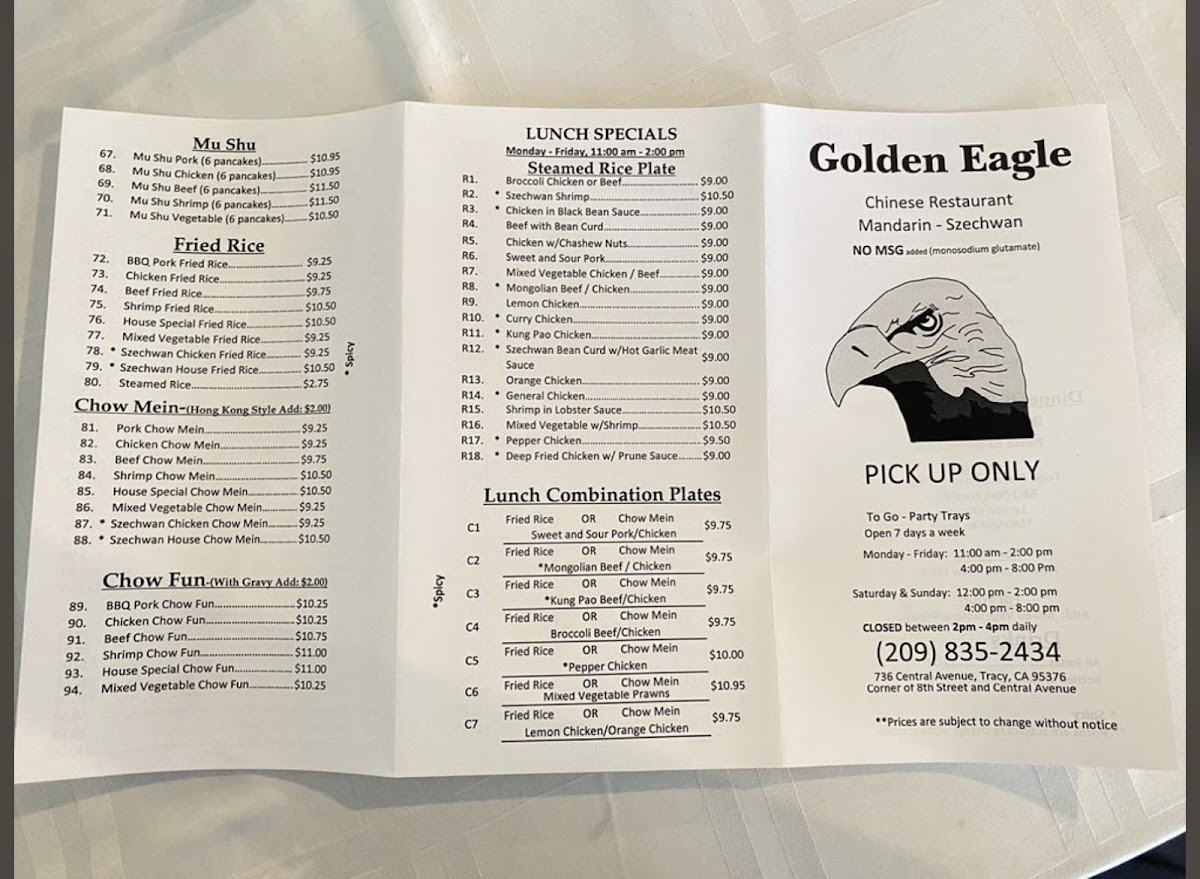 Mu Shu
67. Mu Shu Pork (6 pancakes)............... $10.95
68. Mu Shu Chicken (6 pancakes)........... $10.95
69. Mu Shu Beef (6 pancakes)................ $11.50
70. Mu Shu Shrimp (6 pancakes)............ $11.50
71. Mu Shu Vegetable (6 pancakes)........ $10.50
Fried Rice
72. BBQ Pork Fried Rice........................ $9.25
73. Chicken Fried Rice........................... $9.25
74. Beef Fried Rice................................ $9.75
75. Shrimp Fried Rice............................ $10.50
76. House Special Fried Rice.................. $10.50
77. Mixed Vegetable Fried Rice.............. $9.25
78. * Szechwan Chicken Fried Rice........... $9.25
79. * Szechwan House Fried Rice.............. $10.50
80. Steamed Rice.................................. $2.75
* Spicy
Chow Mein-(Hong Kong Style Add: $2.00)
81. Pork Chow Mein............................... $9.25
82. Chicken Chow Mein.......................... $9.25
83. Beef Chow Mein............................... $9.75
84. Shrimp Chow Mein........................... $10.50
85. House Special Chow Mein................ $10.50
86. Mixed Vegetable Chow Mein............ $9.25
87. * Szechwan Chicken Chow Mein......... $9.25
88. * Szechwan House Chow Mein............ $10.50
Chow Fun-(With Gravy Add: $2.00)
89. BBQ Pork Chow Fun......................... $10.25
90. Chicken Chow Fun............................ $10.25
91. Beef Chow Fun................................. $10.75
92. Shrimp Chow Fun............................. $11.00
93. House Special Chow Fun................... $11.00
94. Mixed Vegetable Chow Fun............... $10.25
LUNCH SPECIALS
Monday - Friday, 11:00 am - 2:00 pm
Steamed Rice Plate
R1. Broccoli Chicken or Beef......................... $9.00
R2. * Szechwan Shrimp.................................... $10.50
R3. * Chicken in Black Bean Sauce.................... $9.00
R4. Beef with Bean Curd............................... $9.00
R5. Chicken w/Chashew Nuts........................ $9.00
R6. Sweet and Sour Pork............................... $9.00
R7. Mixed Vegetable Chicken / Beef............. $9.00
R8. * Mongolian Beef / Chicken....................... $9.00
R9. Lemon Chicken........................................ $9.00
R10. * Curry Chicken.......................................... $9.00
R11. * Kung Pao Chicken.................................... $9.00
R12. * Szechwan Bean Curd w/Hot Garlic Meat
Sauce $9.00
R13. Orange Chicken....................................... $9.00
R14. * General Chicken....................................... $9.00
R15. Shrimp in Lobster Sauce.......................... $10.50
R16. Mixed Vegetable w/Shrimp..................... $10.50
R17. * Pepper Chicken........................................ $9.50
R18. * Deep Fried Chicken w/ Prune Sauce........ $9.00
Lunch Combination Plates
C1 Fried Rice OR Chow Mein $9.75
Sweet and Sour Pork/Chicken
C2 Fried Rice OR Chow Mein $9.75
*Mongolian Beef / Chicken
C3 Fried Rice OR Chow Mein $9.75
*Kung Pao Beef/Chicken
C4 Fried Rice OR Chow Mein $9.75
Broccoli Beef/Chicken
C5 Fried Rice OR Chow Mein $10.00
*Pepper Chicken
C6 Fried Rice OR Chow Mein $10.95
Mixed Vegetable Prawns
C7 Fried Rice OR Chow Mein $9.75
Lemon Chicken/Orange Chicken
*Spicy
Golden Eagle
Chinese Restaurant
Mandarin - Szechwan
NO MSG added (monosodium glutamate)
PICK UP ONLY
To Go - Party Trays
Open 7 days a week
Monday - Friday: 11:00 am - 2:00 pm
4:00 pm - 8:00 Pm
Saturday & Sunday: 12:00 pm - 2:00 pm
4:00 pm - 8:00 pm
CLOSED between 2pm - 4pm daily
(209) 835-2434
736 Central Avenue, Tracy, CA 95376
Corner of 8th Street and Central Avenue
**Prices are subject to change without notice